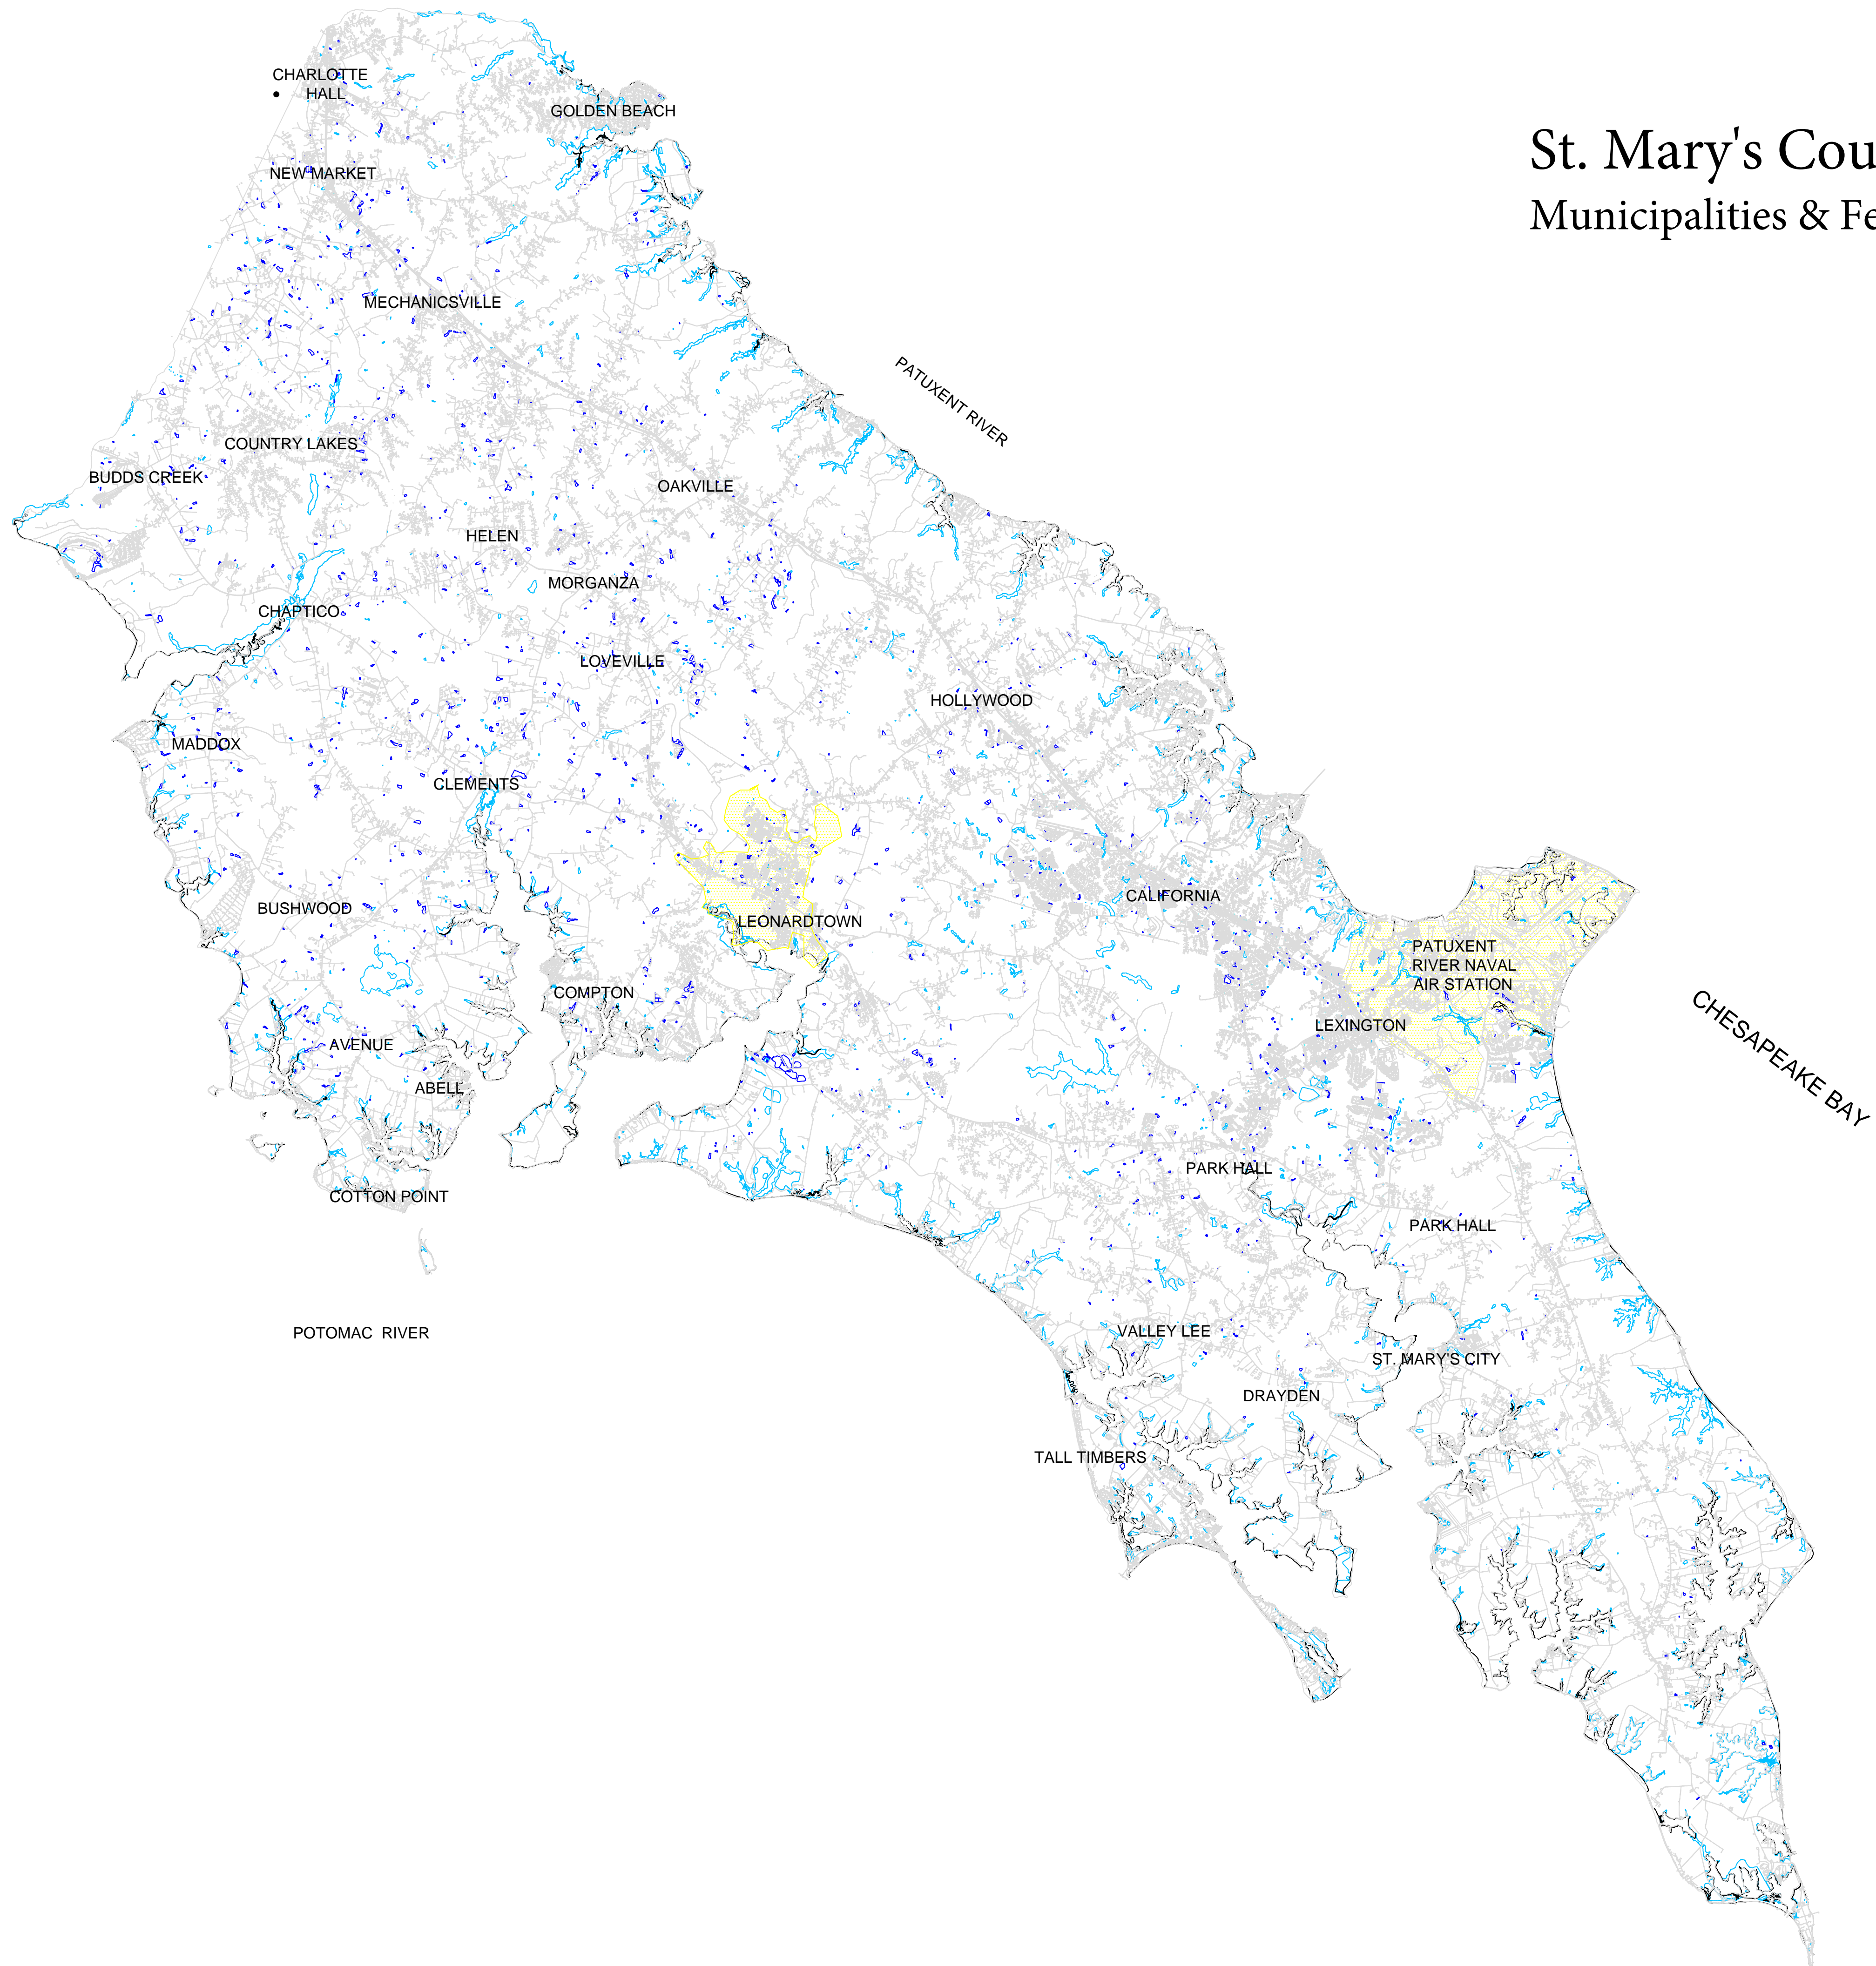 St. Mary's Cou
Municipalities & Fe
CHARLOTTE
HALL
GOLDEN BEACH
NEW MARKET
MECHANICSVILLE
PATUXENT RIVER
COUNTRY LAKES
BUDDS CREEK
OAKVILLE
HELEN
MORGANZA
CHAPTICO
LOVEVILLE
HOLLYWOOD
MADDOX
CLEMENTS
CALIFORNIA
BUSHWOOD
LEONARDTOWN
PATUXENT
RIVER NAVAL
AIR STATION
COMPTON
LEXINGTON
CHESAPEAKE BAY
AVENUE
ABELL
PARK HALL
COTTON POINT
PARK HALL
POTOMAC RIVER
VALLEY LEE
ST. MARY'S CITY
DRAYDEN
TALL TIMBERS